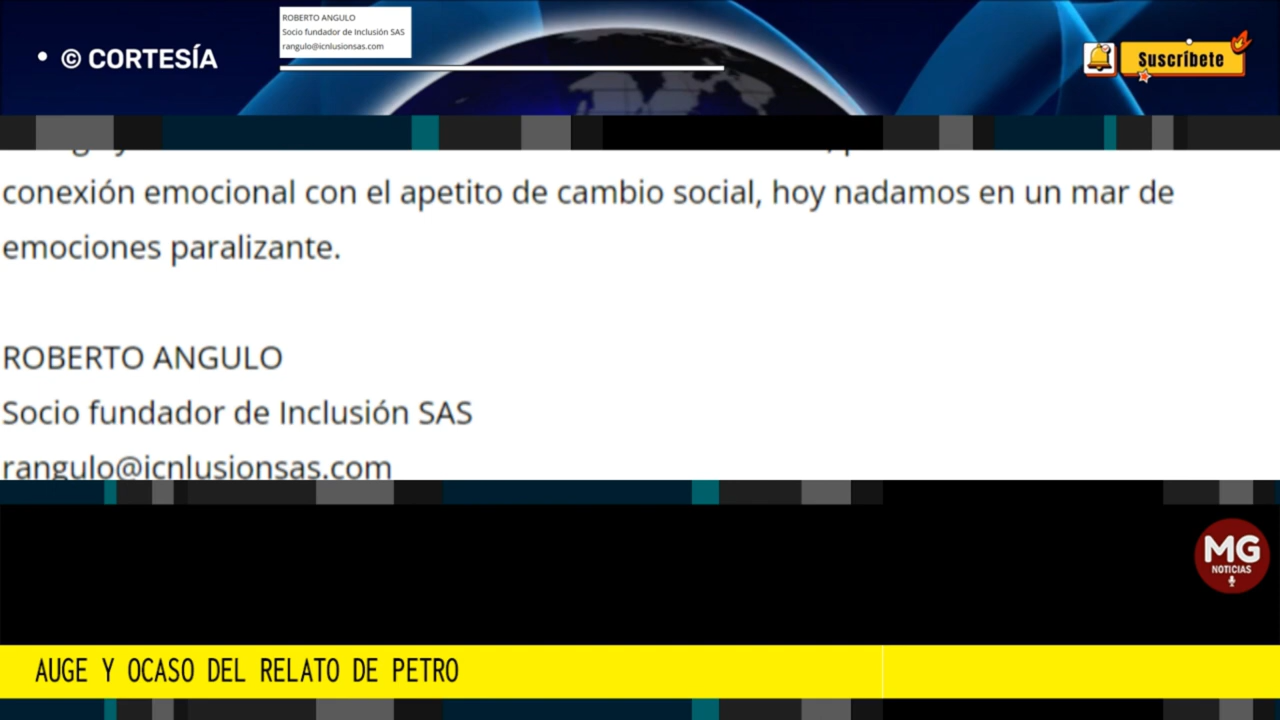 ROBERTO ANGULO
Socio fundador de Inclusión SAS
rangulo@icnlusionsas.com
• © CORTESÍA
Suscríbete
conexión emocional con el apetito de cambio social, hoy nadamos en un mar de
emociones paralizante.
ROBERTO ANGULO
Socio fundador de Inclusión SAS
rangulo@icnlusionsas.com
MG
NOTICIAS
AUGE Y OCASO DEL RELATO DE PETRO